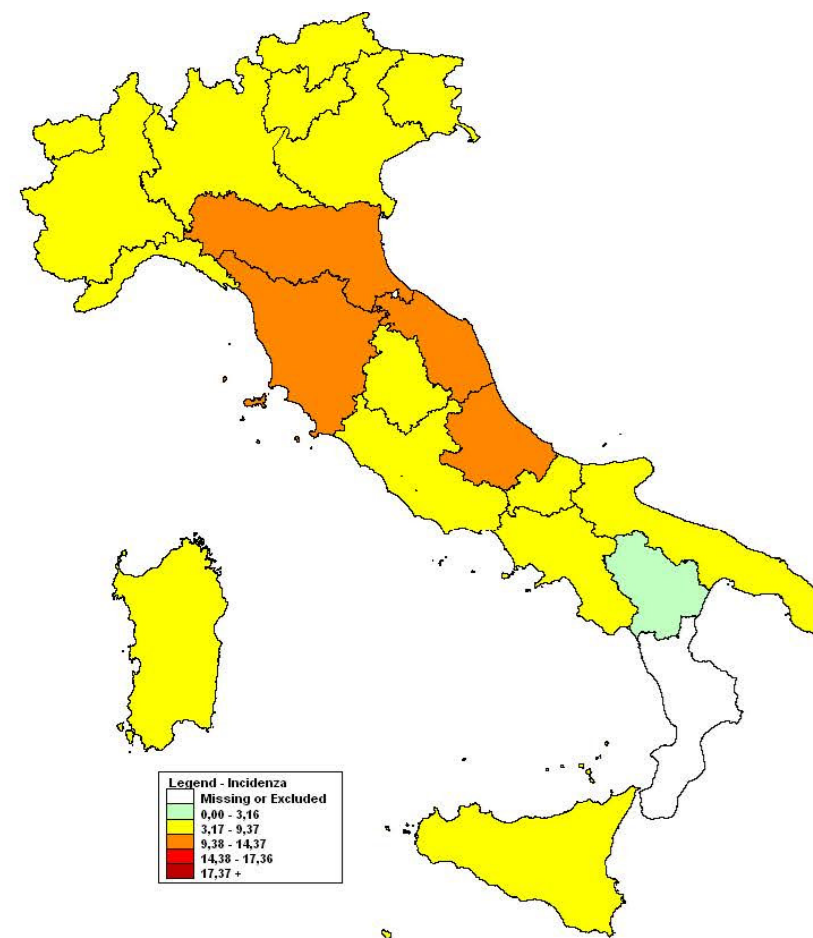 Legend - Incidenza
Missing or Excluded
0,00 - 3,16
3,17 - 9,37
9,38 - 14,37
14,38 - 17,36
17,37 +